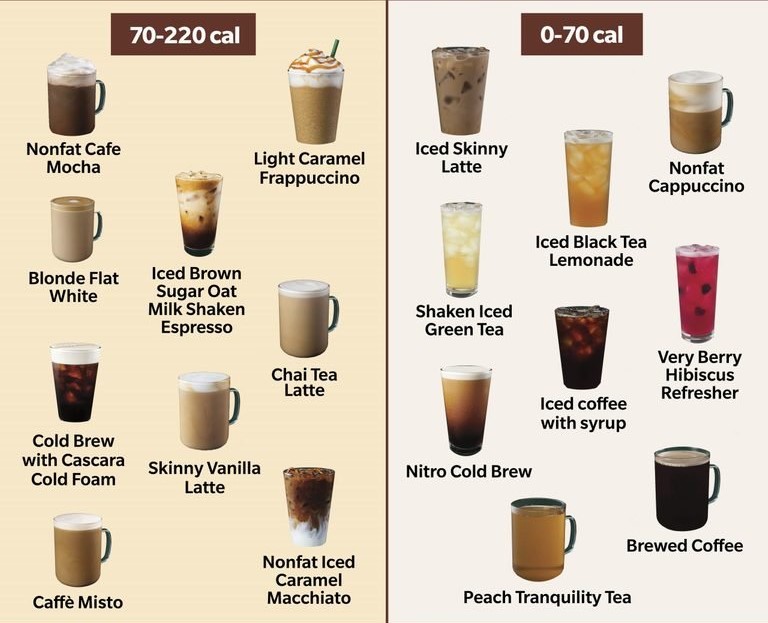 70-220 cal
Nonfat Cafe
Mocha
Light Caramel
Frappuccino
Blonde Flat
White
Iced Brown
Sugar Oat
Milk Shaken
Espresso
Chai Tea
Latte
Cold Brew
with Cascara
Cold Foam
Skinny Vanilla
Latte
Nonfat Iced
Caramel
Macchiato
Caffè Misto
0-70 cal
Iced Skinny
Latte
Nonfat
Cappuccino
Iced Black Tea
Lemonade
Shaken Iced
Green Tea
Very Berry
Hibiscus
Refresher
Iced coffee
with syrup
Nitro Cold Brew
Brewed Coffee
Peach Tranquility Tea